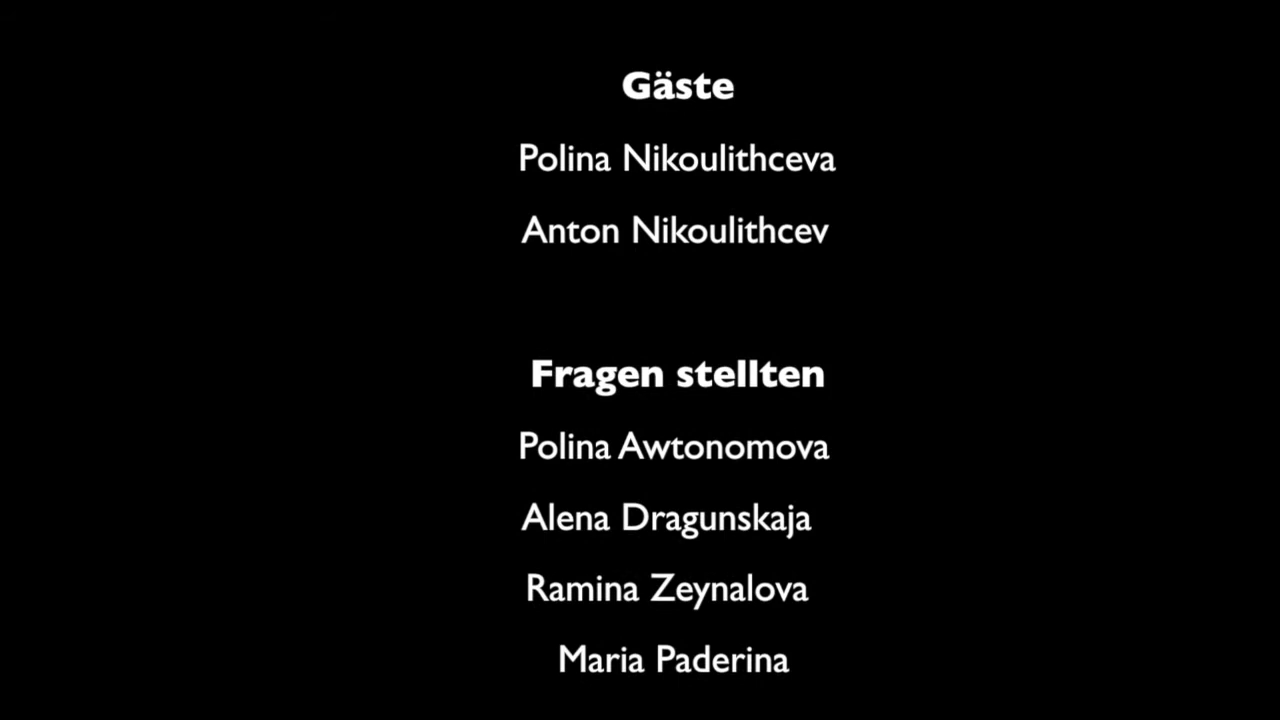 Gäste
Polina Nikoulithceva
Anton Nikoulithcev
Fragen stellten
Polina Awtonomova
Alena Dragunskaja
Ramina Zeynalova
Maria Paderina